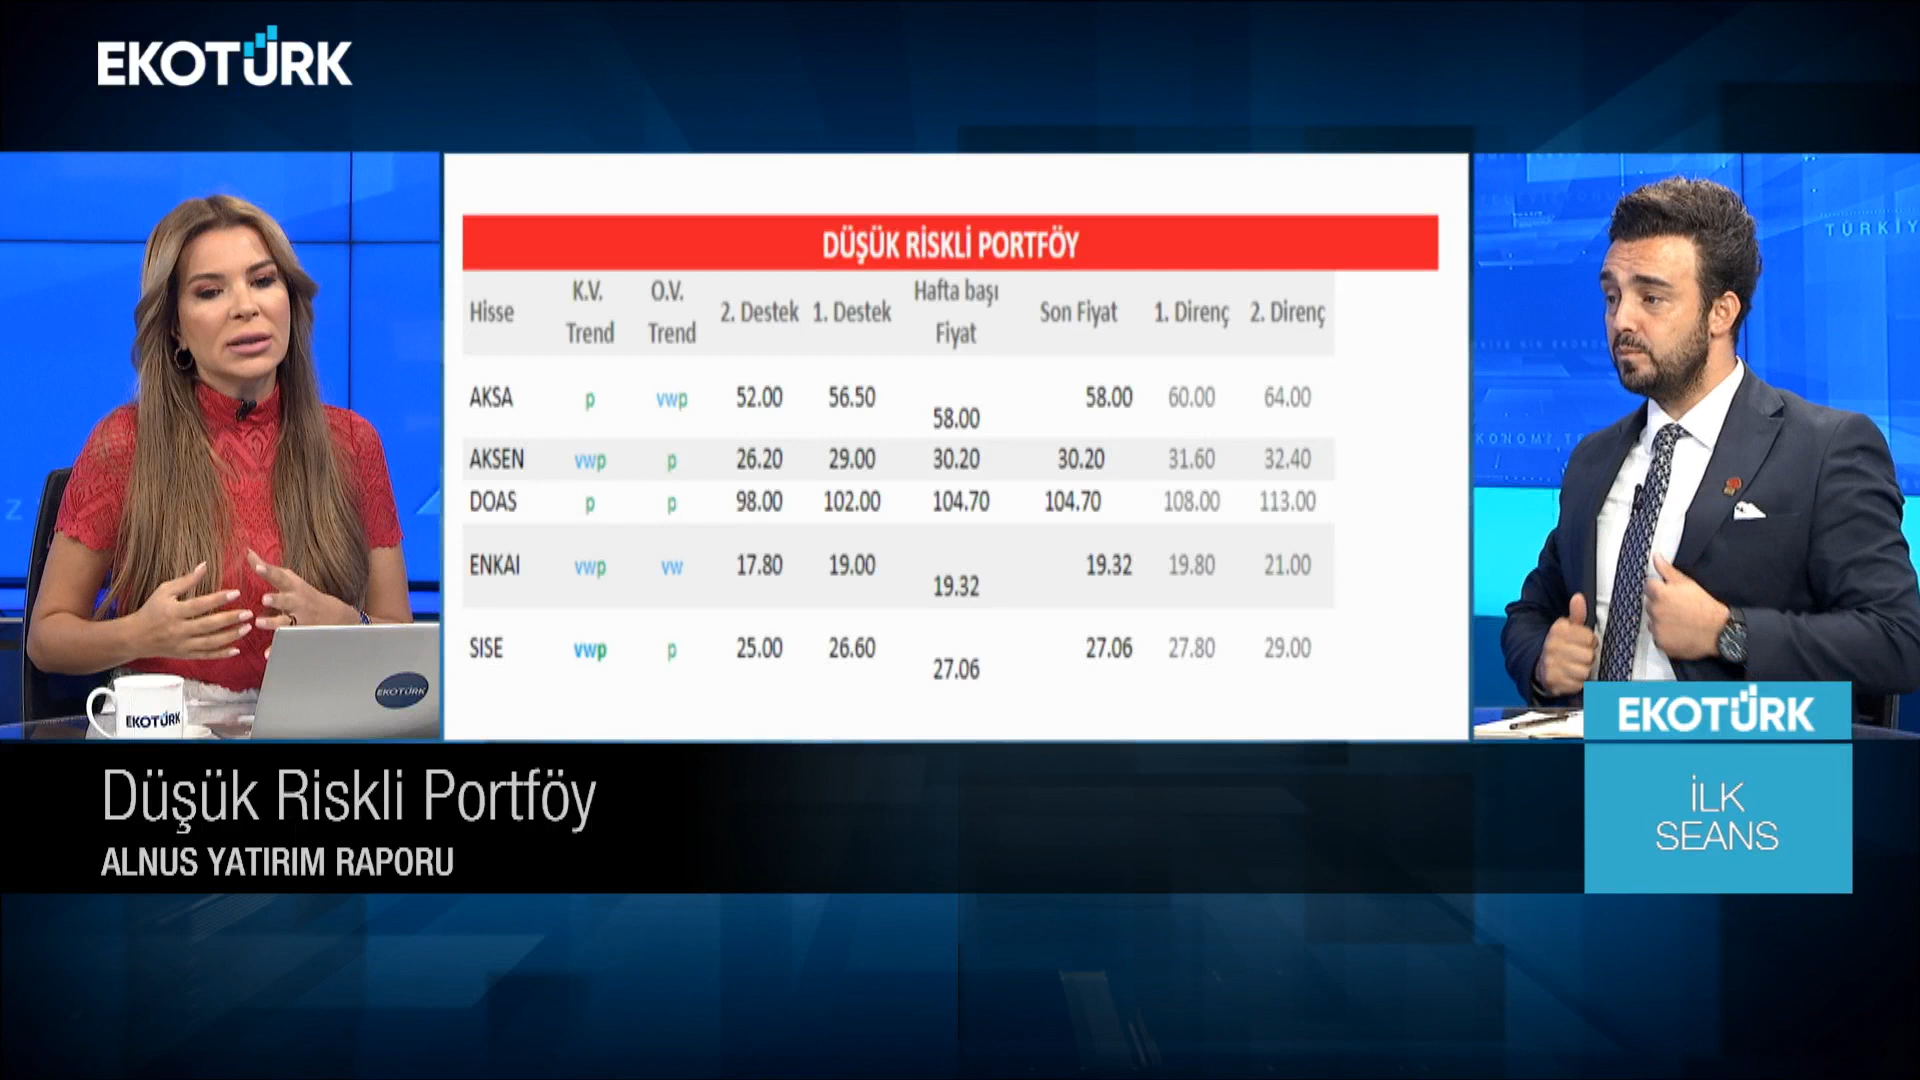 EKOTÜRK
DÜŞÜK RİSKLİ PORTFÖY
Hisse K.V. Trend O.V. Trend 2. Destek 1. Destek Hafta başı Fiyat Son Fiyat 1. Direnç 2. Direnç
AKSA p vwp 52.00 56.50 58.00 58.00 60.00 64.00
AKSEN vwp p 26.20 29.00 30.20 30.20 31.60 32.40
DOAS p p 98.00 102.00 104.70 104.70 108.00 113.00
ENKAI vwp vw 17.80 19.00 19.32 19.32 19.80 21.00
SISE vwp p 25.00 26.60 27.06 27.06 27.80 29.00
TÜRKİY
EKOTÜRK
EKOTÜRK
EKOTÜRK
Düşük Riskli Portföy
ALNUS YATIRIM RAPORU
İLK
SEANS